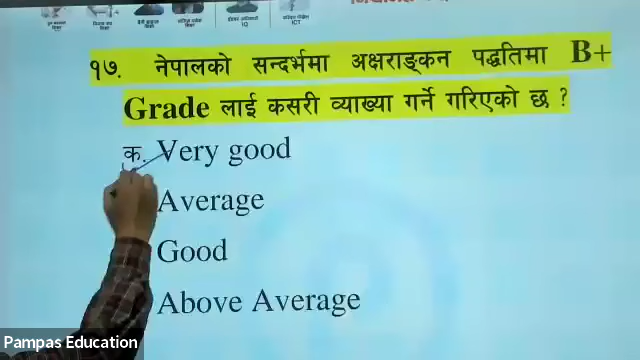 १७. नेपालको सन्दर्भमा अक्षराङ्कन पद्धतिमा B+
Grade लाई कसरी व्याख्या गर्ने गरिएको छ ?
क. Very good
Average
Good
Above Average
Pampas Education